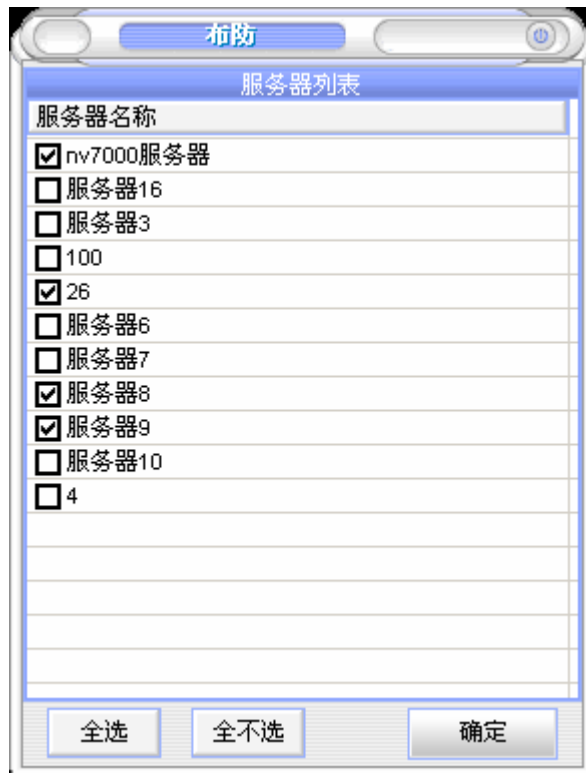 布防
服务器列表
服务器名称
nv7000服务器
服务器16
服务器3
100
26
服务器6
服务器7
服务器8
服务器9
服务器10
4
全选 全不选 确定